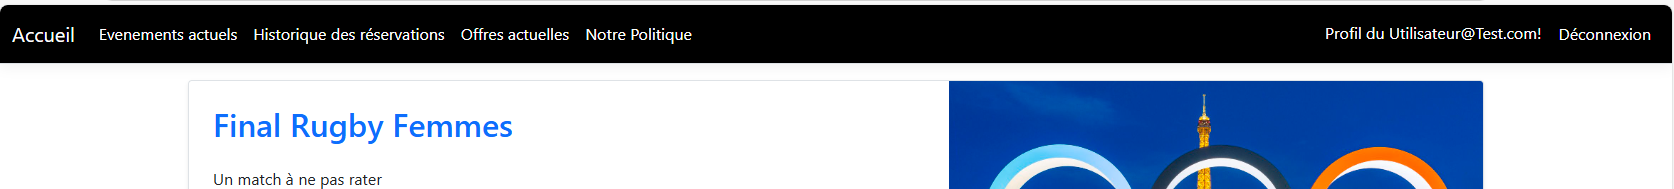 Accueil Evenements actuels Historique des réservations Offres actuelles Notre Politique Profil du Utilisateur@Test.com! Déconnexion
Final Rugby Femmes
Un match à ne pas rater